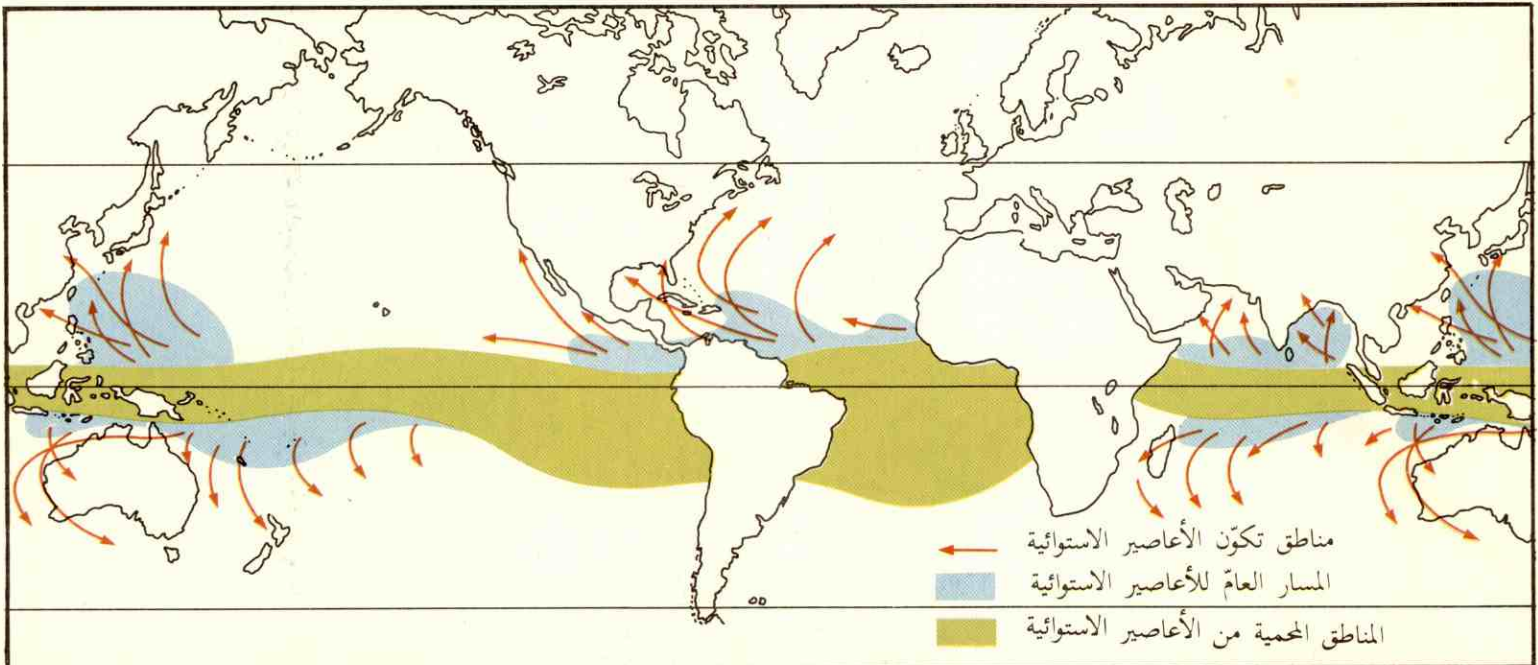 مناطق تكوّن الأعاصير الاستوائية
المسار العامّ للأعاصير الاستوائية
المناطق المحمية من الأعاصير الاستوائية